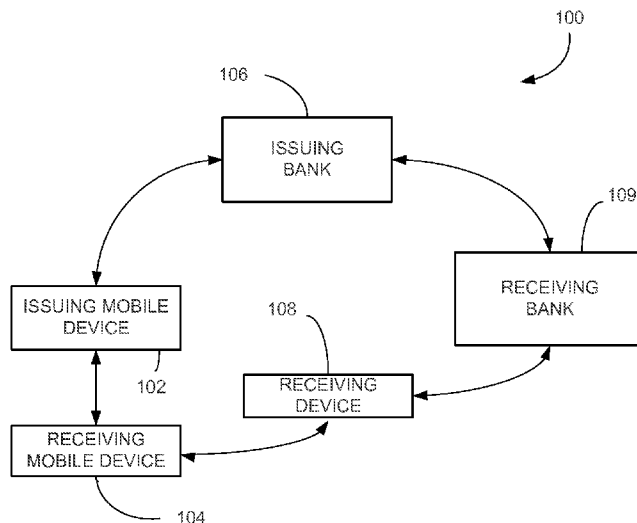 100
106
ISSUING
BANK
109
RECEIVING
BANK
ISSUING MOBILE
DEVICE
108
102
RECEIVING
DEVICE
RECEIVING
MOBILE DEVICE
104